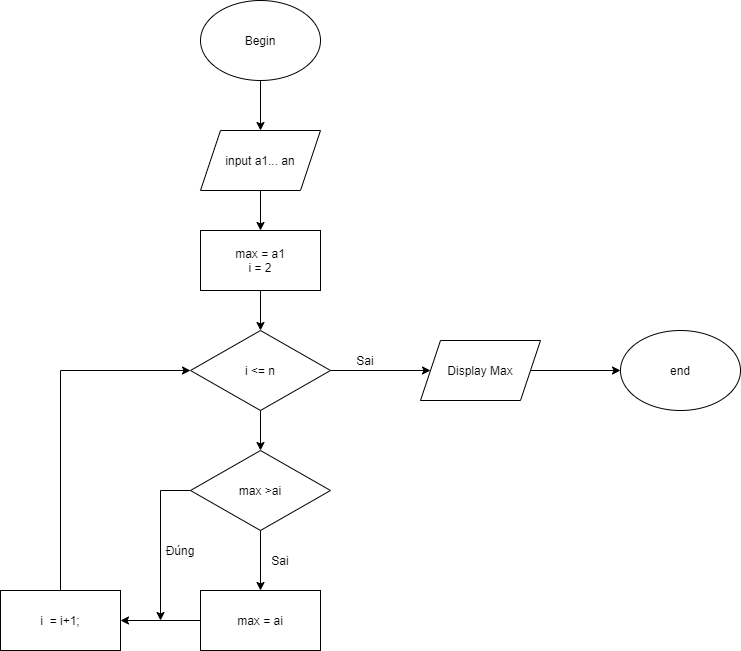 Begin
input a1... an
max = a1
i = 2
i <= n
Sai
Display Max
end
max >ai
Đúng
Sai
i  = i+1;
max = ai